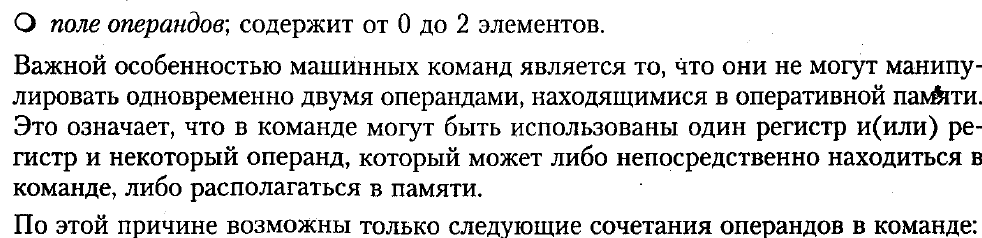 О поле операндов; содержит от 0 до 2 элементов.
Важной особенностью машинных команд является то, что они не могут манипу-
лировать одновременно двумя операндами, находящимися в оперативной памяти.
Это означает, что в команде могут быть использованы один регистр и(или) ре-
гистр и некоторый операнд, который может либо непосредственно находиться в
команде, либо располагаться в памяти.
По этой причине возможны только следующие сочетания операндов в команде: